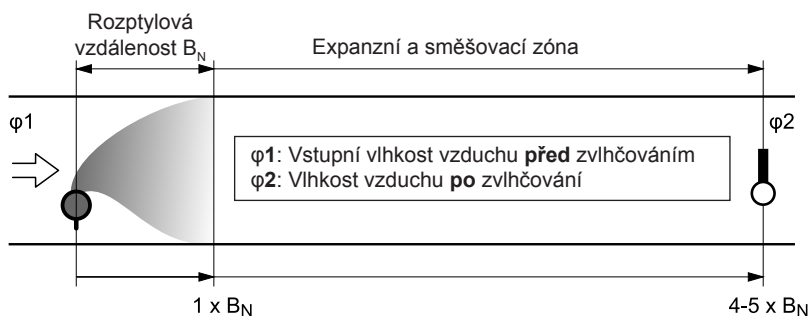 Rozptylová
vzdálenost B_N
Expanzní a směšovací zóna
φ1
φ2
φ1: Vstupní vlhkost vzduchu před zvlhčováním
φ2: Vlhkost vzduchu po zvlhčování
1 x B_N
4-5 x B_N